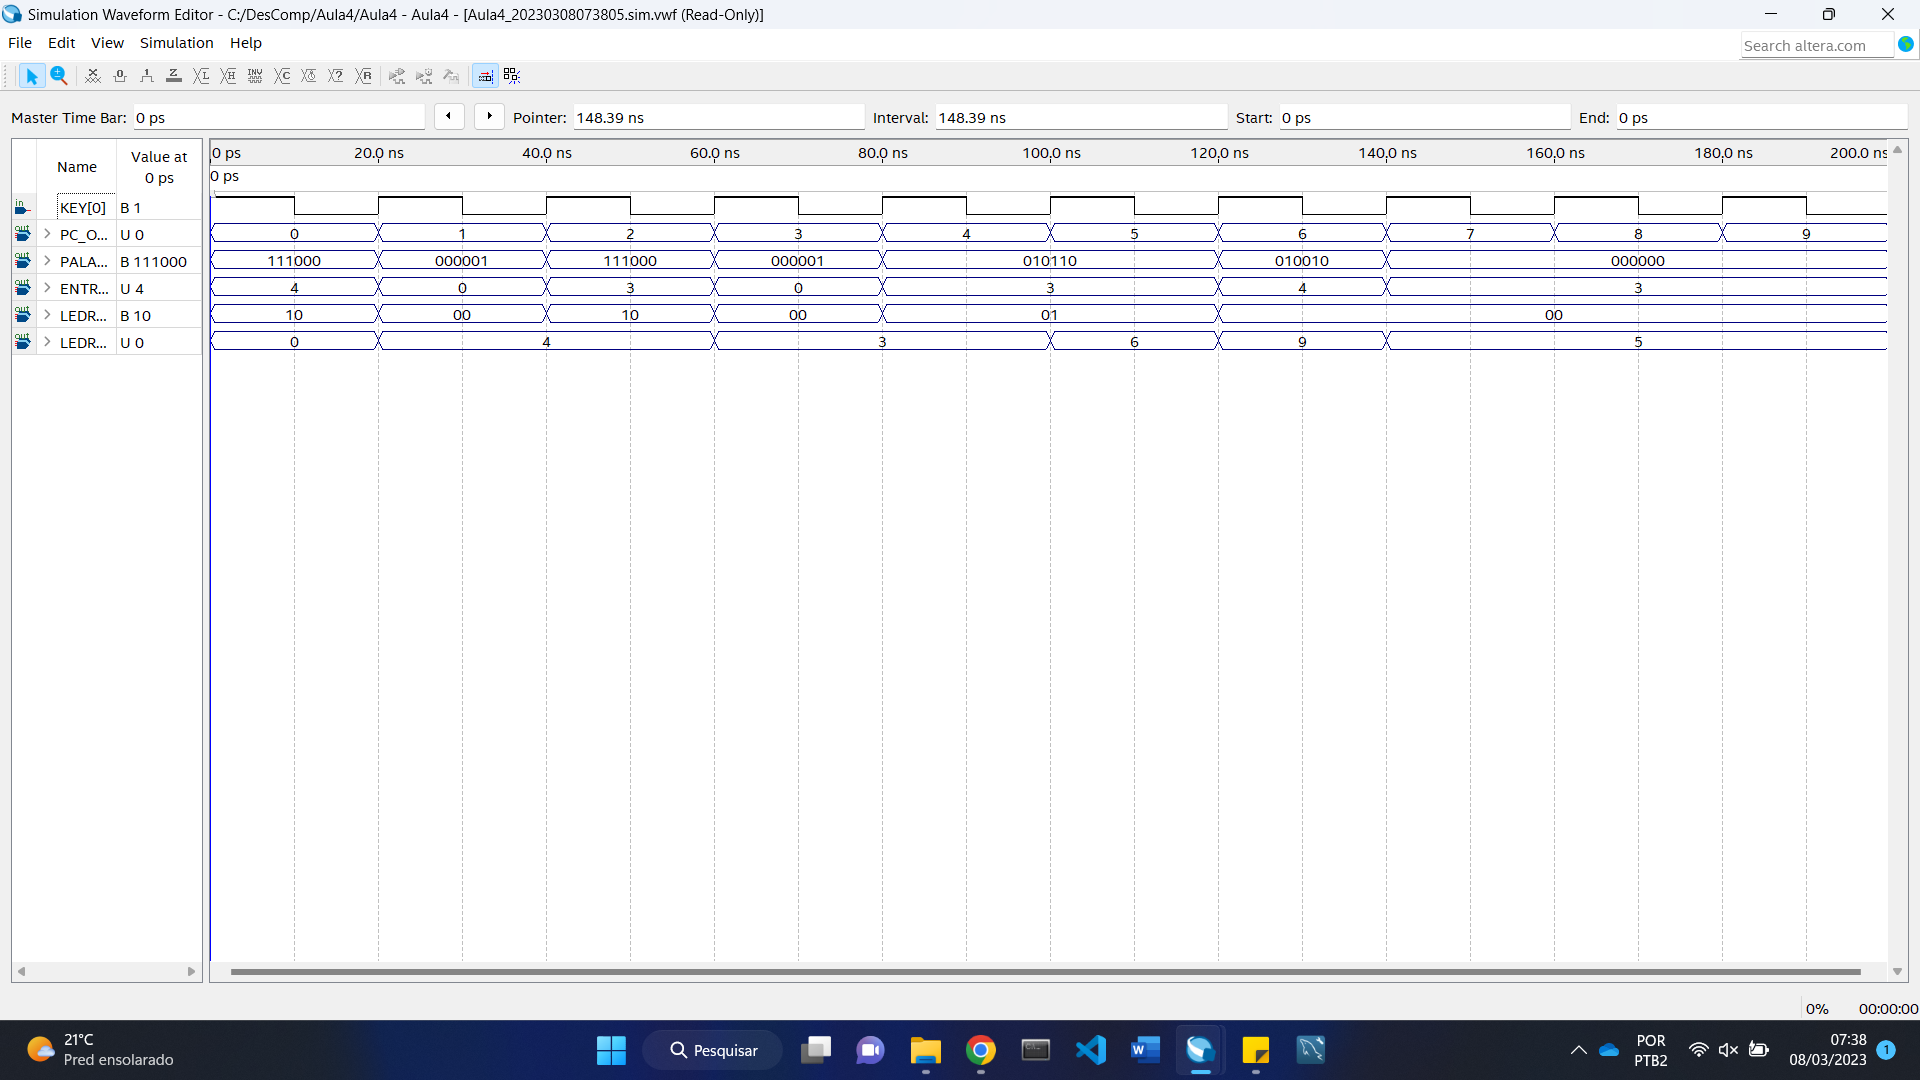 Simulation Waveform Editor - C:/DesComp/Aula4/Aula4 - Aula4 - [Aula4_20230308073805.sim.vwf (Read-Only)]
File Edit View Simulation Help
Search altera.com
Master Time Bar: 0 ps Pointer: 148.39 ns Interval: 148.39 ns Start: 0 ps End: 0 ps
Name Value at 0 ps
0 ps 20.0 ns 40.0 ns 60.0 ns 80.0 ns 100.0 ns 120.0 ns 140.0 ns 160.0 ns 180.0 ns 200.0 ns
0 ps
in KEY[0] B 1
out PC_O... U 0 0 1 2 3 4 5 6 7 8 9
out PALA... B 111000 111000 000001 111000 000001 010110 010010 000000
out ENTR... U 4 4 0 3 0 3 4 3
out LEDR... B 10 10 00 10 00 01 00
out LEDR... U 0 0 4 3 6 9 5
0% 00:00:00
21°C
Pred ensolarado
Pesquisar
POR
PTB2
07:38
08/03/2023
1